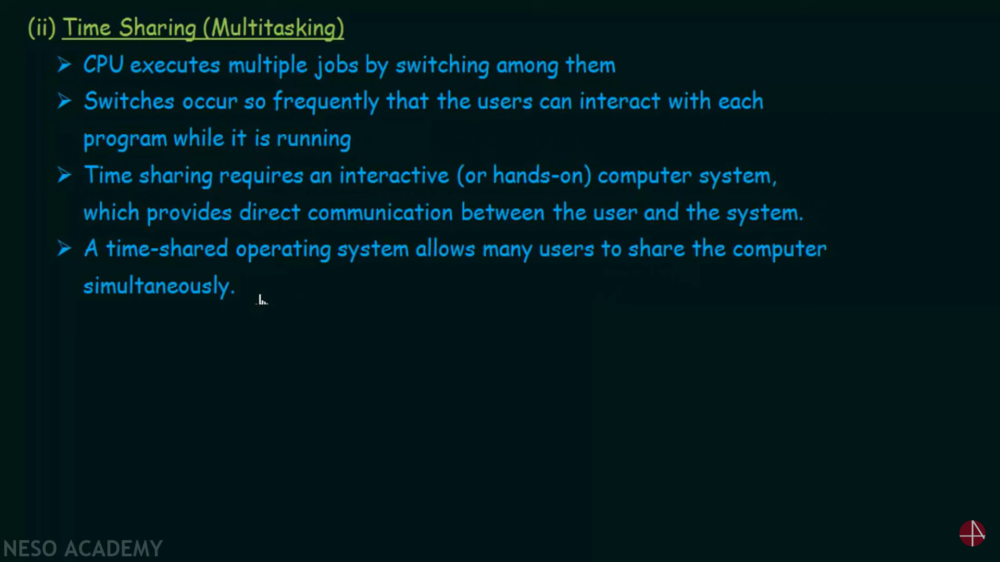 (ii) Time Sharing (Multitasking)
➢ CPU executes multiple jobs by switching among them
➢ Switches occur so frequently that the users can interact with each
program while it is running
➢ Time sharing requires an interactive (or hands-on) computer system,
which provides direct communication between the user and the system.
➢ A time-shared operating system allows many users to share the computer
simultaneously.
NESO ACADEMY